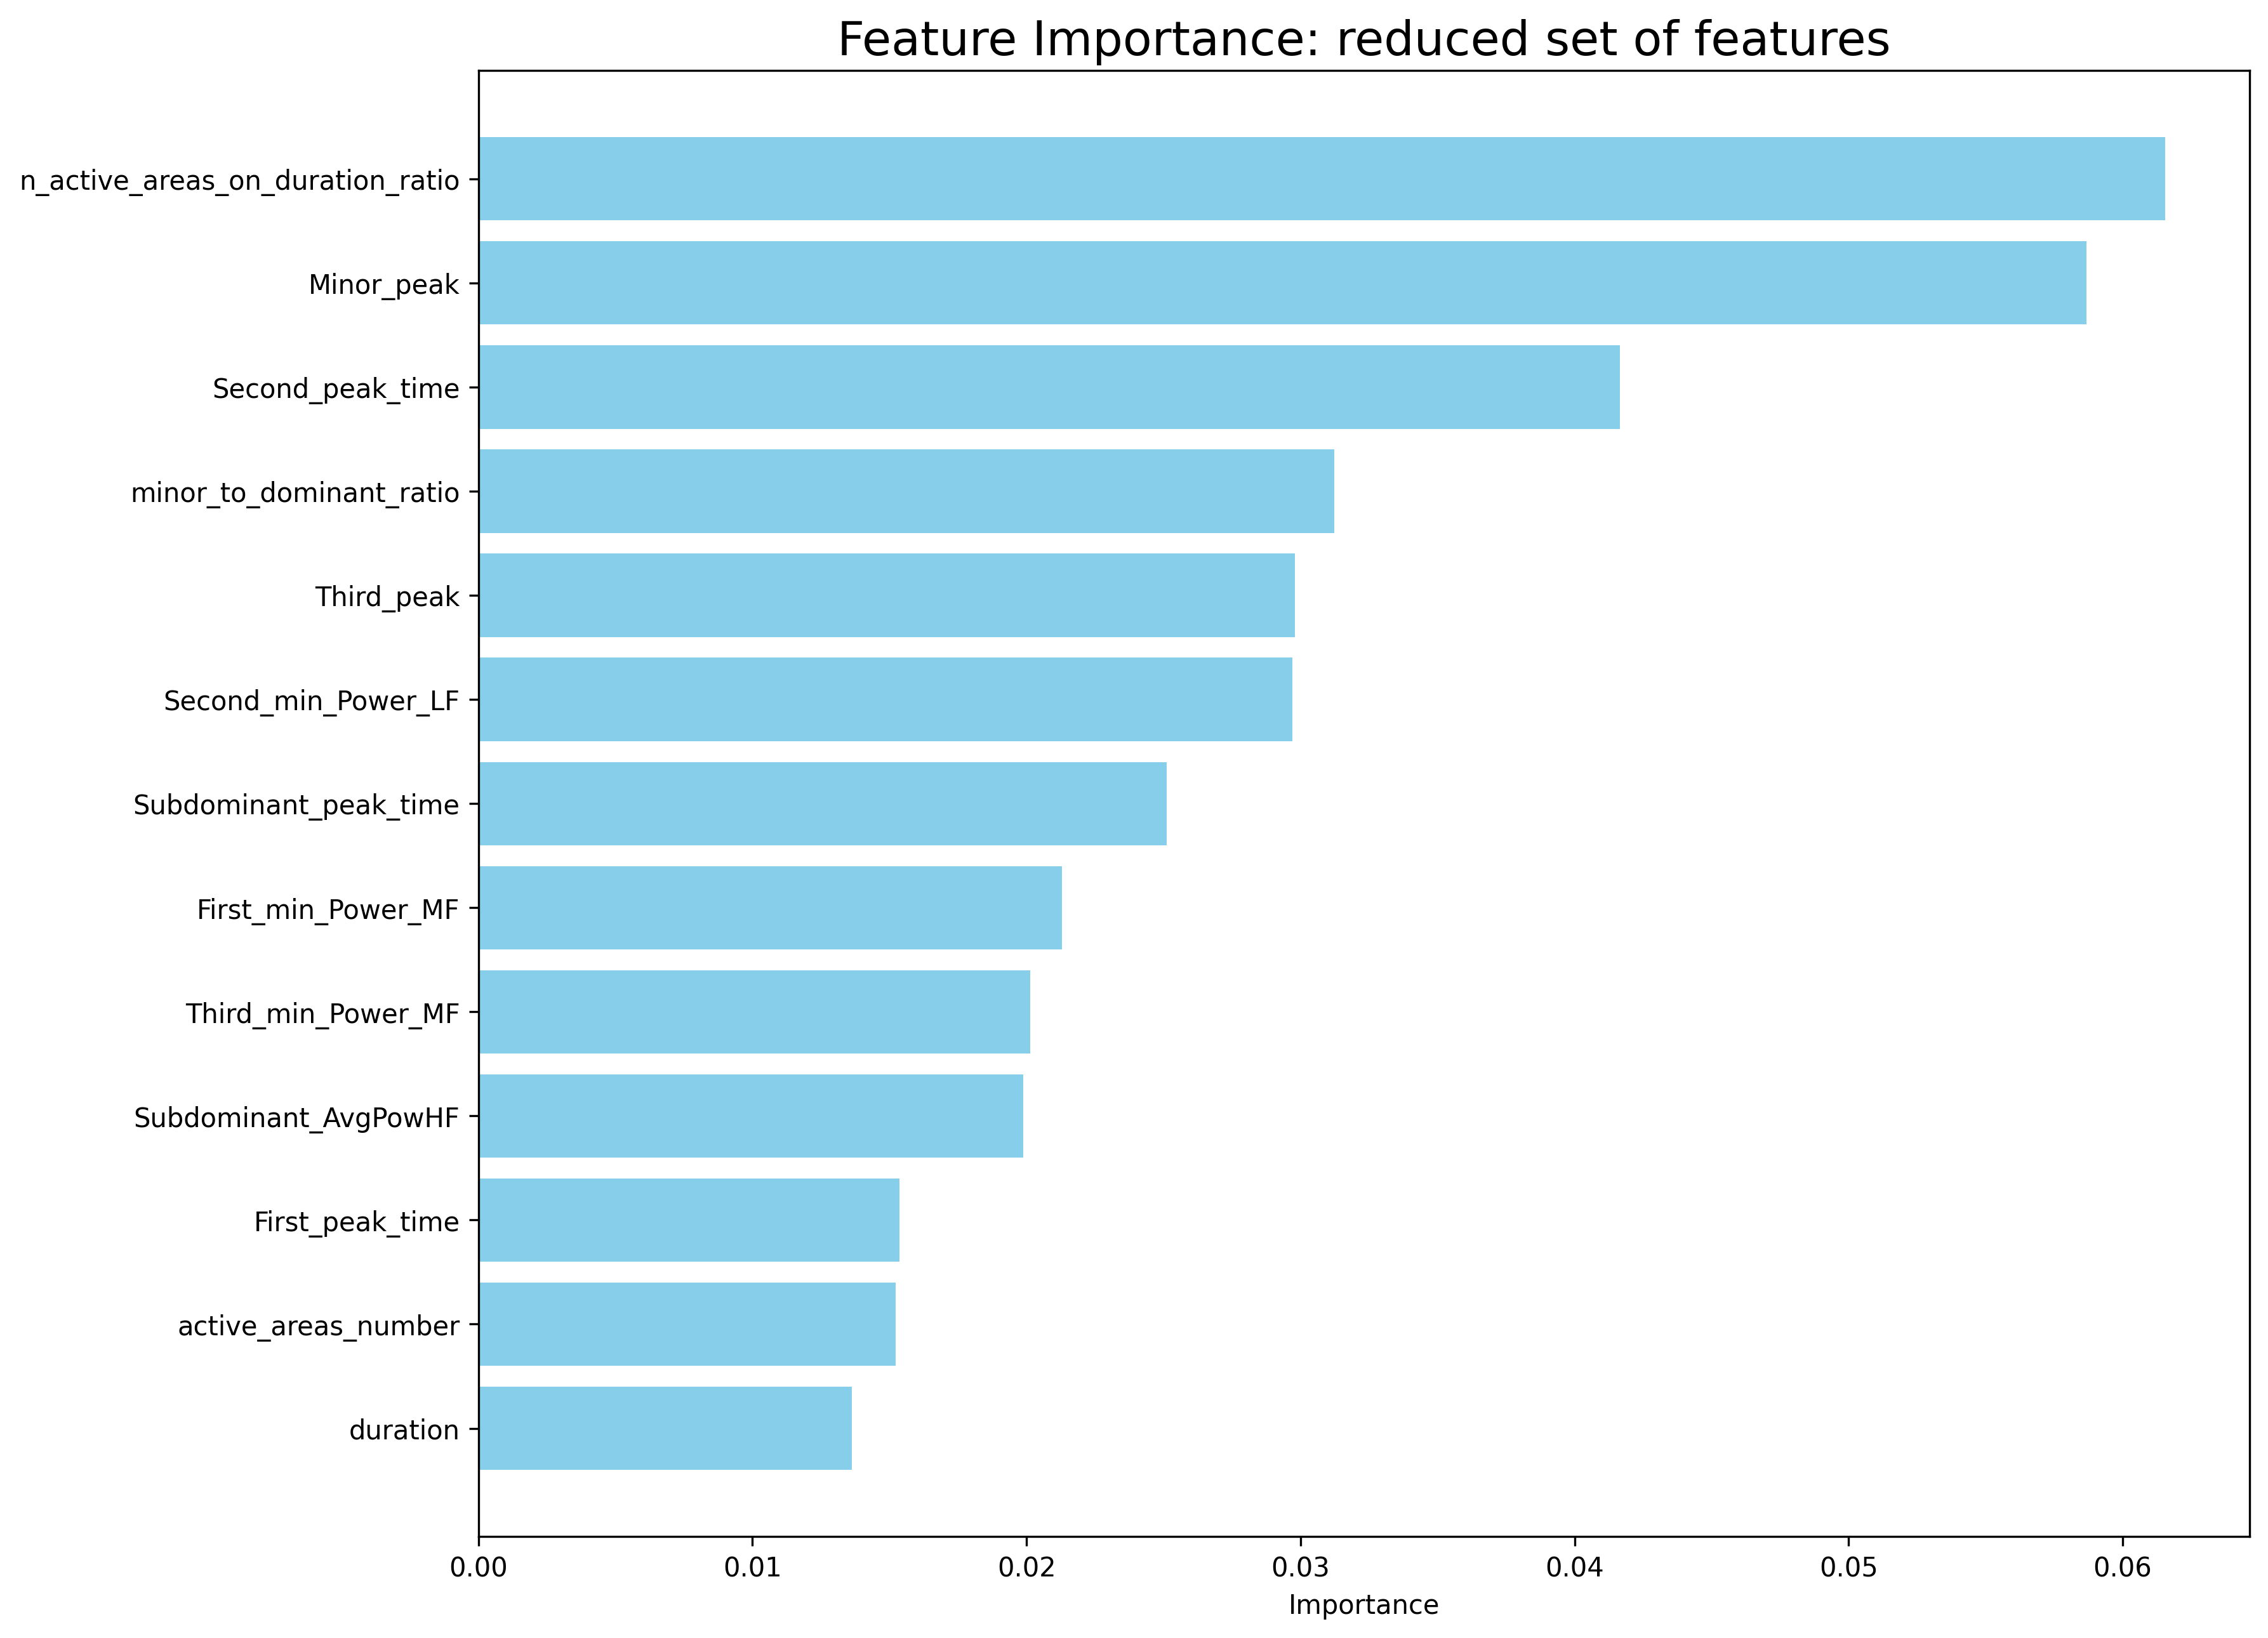 Feature Importance: reduced set of features
n_active_areas_on_duration_ratio
Minor_peak
Second_peak_time
minor_to_dominant_ratio
Third_peak
Second_min_Power_LF
Subdominant_peak_time
First_min_Power_MF
Third_min_Power_MF
Subdominant_AvgPowHF
First_peak_time
active_areas_number
duration
0.00 0.01 0.02 0.03 0.04 0.05 0.06
Importance